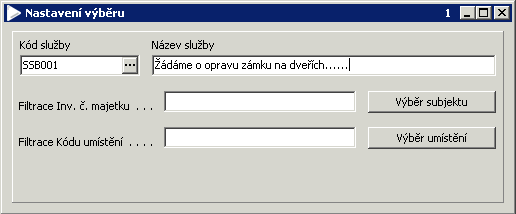 Nastavení výběru 1
Kód služby Název služby
SSB001 ... Žádáme o opravu zámku na dveřích......
Filtrace Inv. č. majetku . . . Výběr subjektu
Filtrace Kódu umístění . . . . Výběr umístění